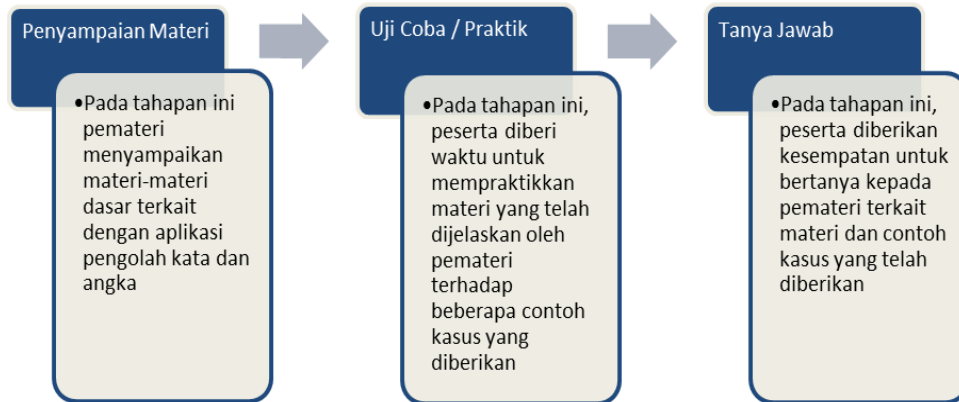 Penyampaian Materi
•Pada tahapan ini
pemateri
menyampaikan
materi-materi
dasar terkait
dengan aplikasi
pengolah kata dan
angka
Uji Coba / Praktik
•Pada tahapan ini,
peserta diberi
waktu untuk
mempraktikkan
materi yang telah
dijelaskan oleh
pemateri
terhadap
beberapa contoh
kasus yang
diberikan
Tanya Jawab
•Pada tahapan ini,
peserta diberikan
kesempatan untuk
bertanya kepada
pemateri terkait
materi dan contoh
kasus yang telah
diberikan